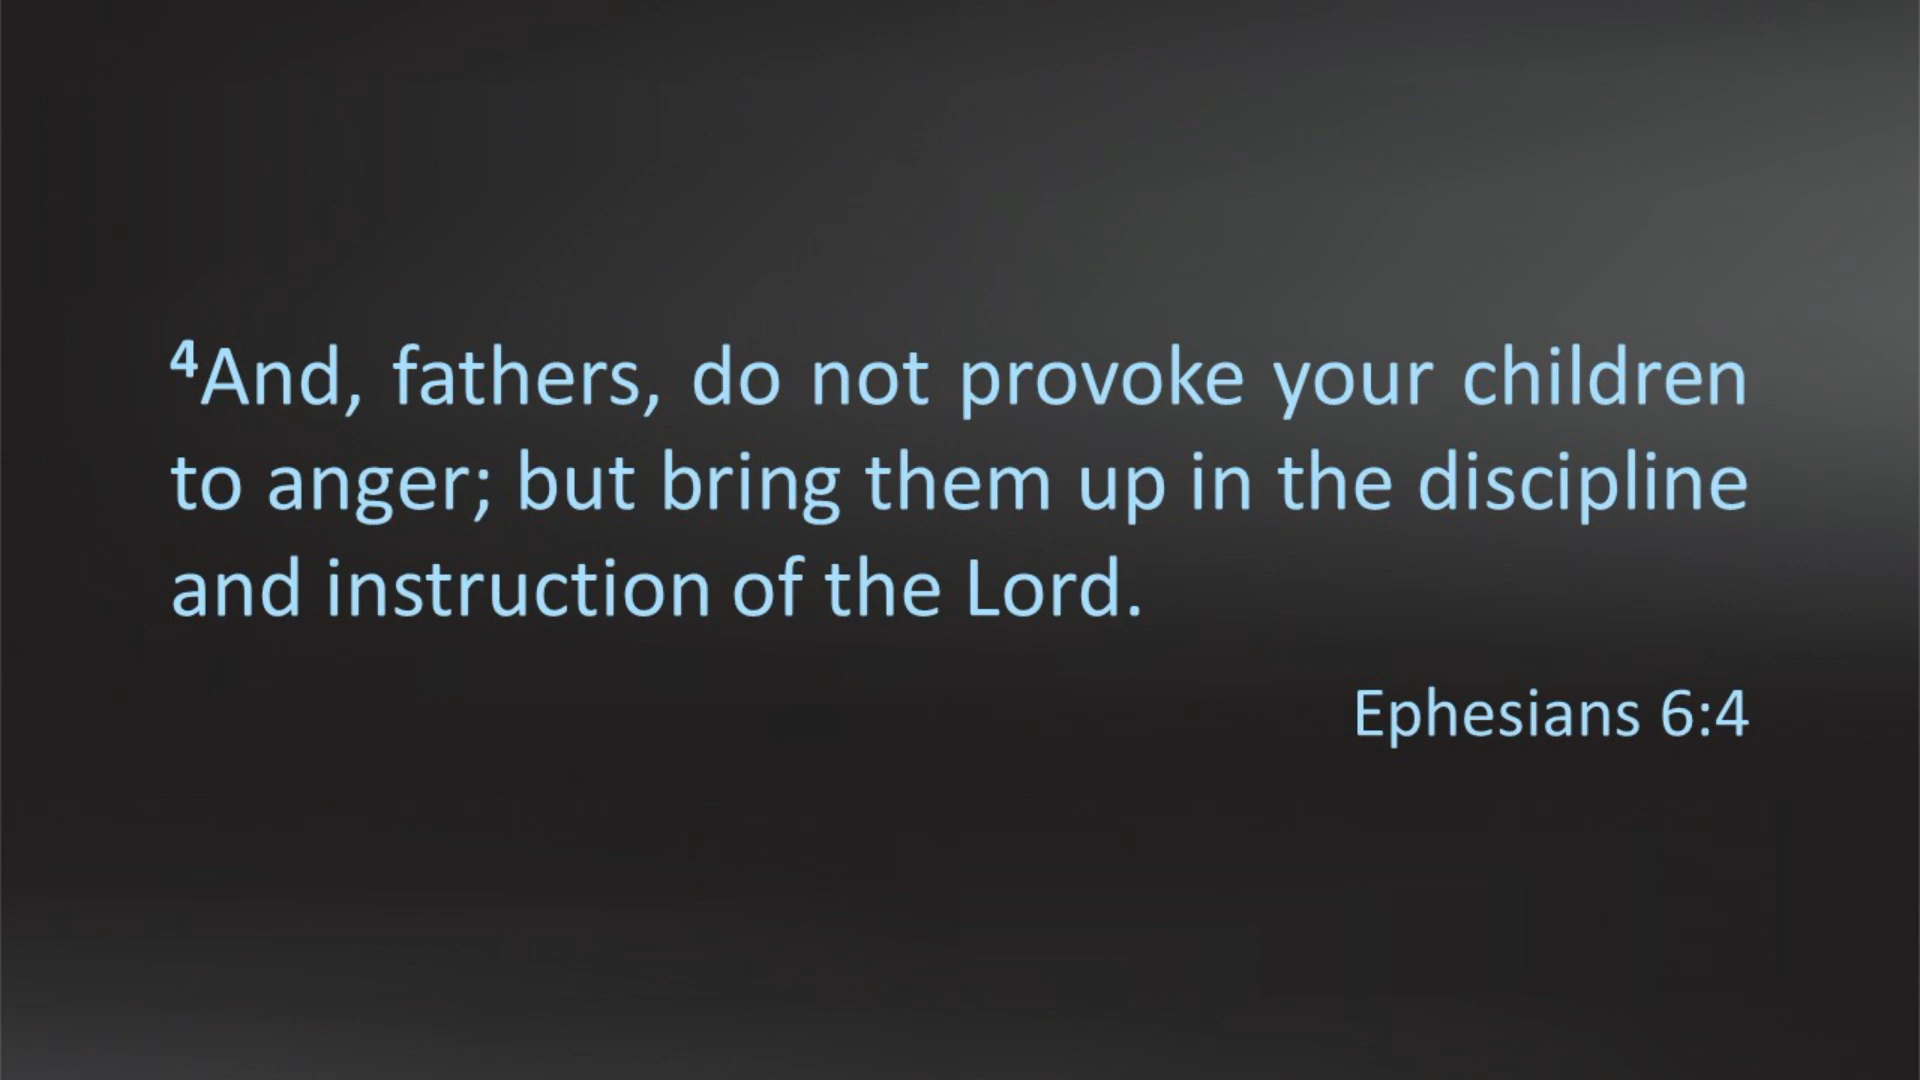 ⁴And, fathers, do not provoke your children
to anger; but bring them up in the discipline
and instruction of the Lord.
Ephesians 6:4